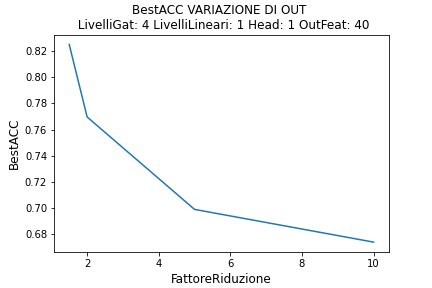 BestACC VARIAZIONE DI OUT
LivelliGat: 4 LivelliLineari: 1 Head: 1 OutFeat: 40
0.82
0.80
0.78
0.76
0.74
0.72
0.70
0.68
BestACC
2 4 6 8 10
FattoreRiduzione